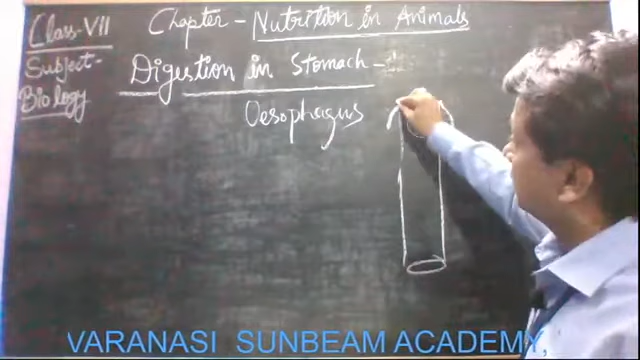 Class-VII
Chapter - Nutrition in Animals
Subject-
Biology
Digestion in Stomach -
Oesophagus
VARANASI SUNBEAM ACADEMY,